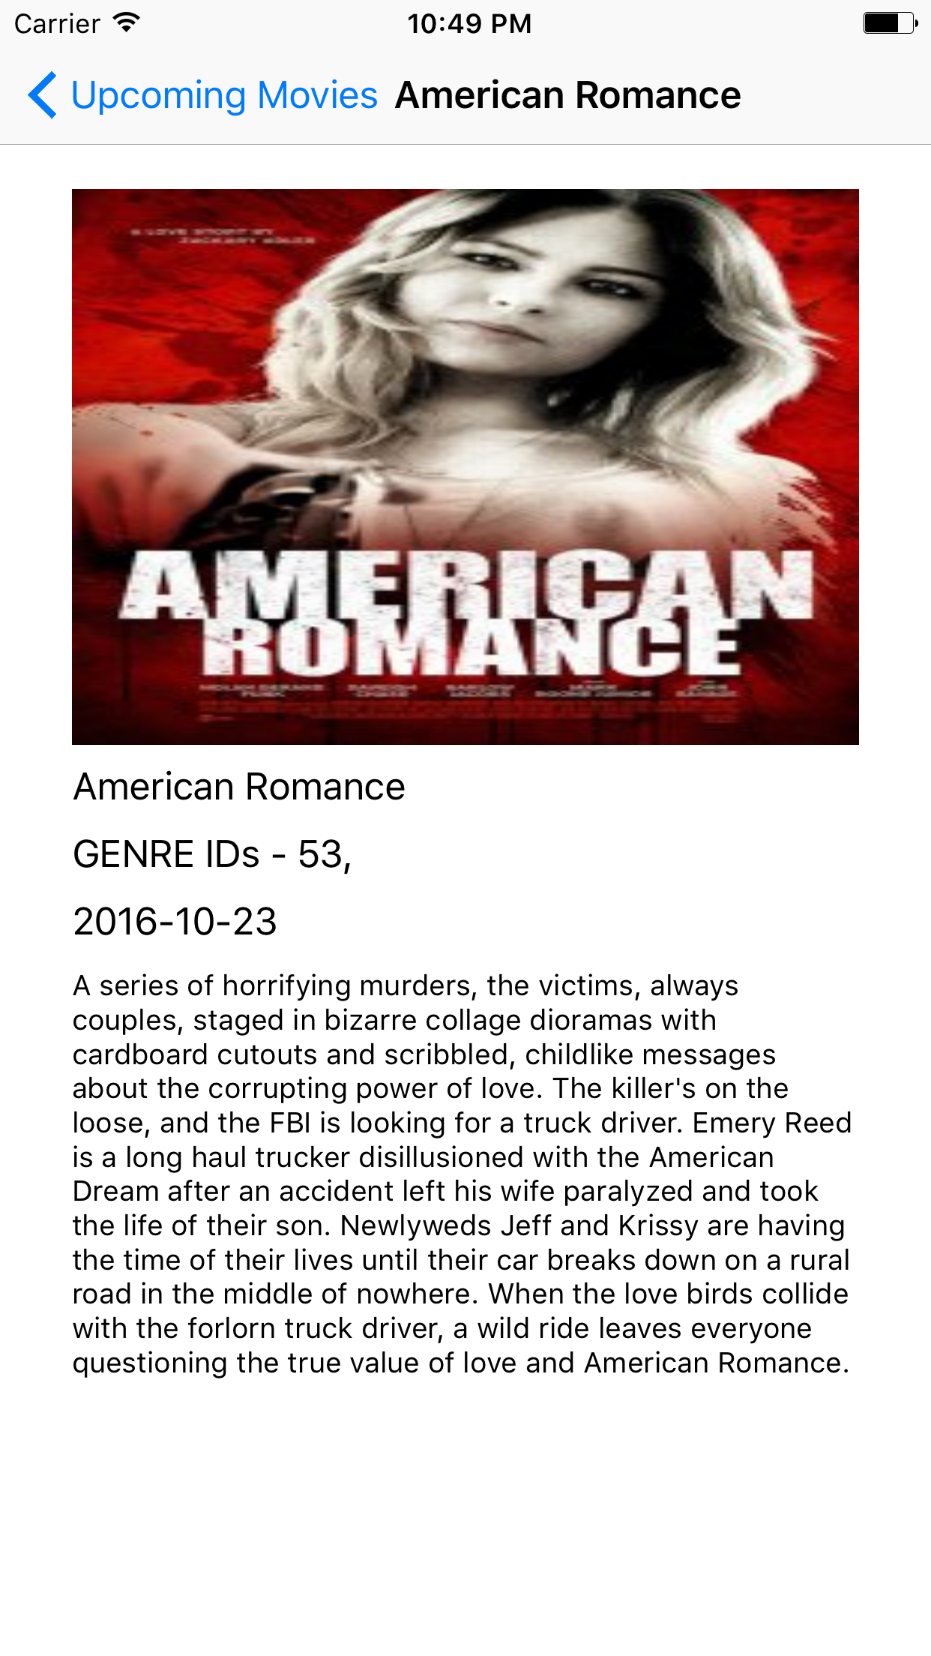 Carrier 10:49 PM
Upcoming Movies American Romance
A LOVE STORY BY
ZACKARY ADLER
AMERICAN
ROMANCE
American Romance
GENRE IDs - 53,
2016-10-23
A series of horrifying murders, the victims, always
couples, staged in bizarre collage dioramas with
cardboard cutouts and scribbled, childlike messages
about the corrupting power of love. The killer's on the
loose, and the FBI is looking for a truck driver. Emery Reed
is a long haul trucker disillusioned with the American
Dream after an accident left his wife paralyzed and took
the life of their son. Newlyweds Jeff and Krissy are having
the time of their lives until their car breaks down on a rural
road in the middle of nowhere. When the love birds collide
with the forlorn truck driver, a wild ride leaves everyone
questioning the true value of love and American Romance.